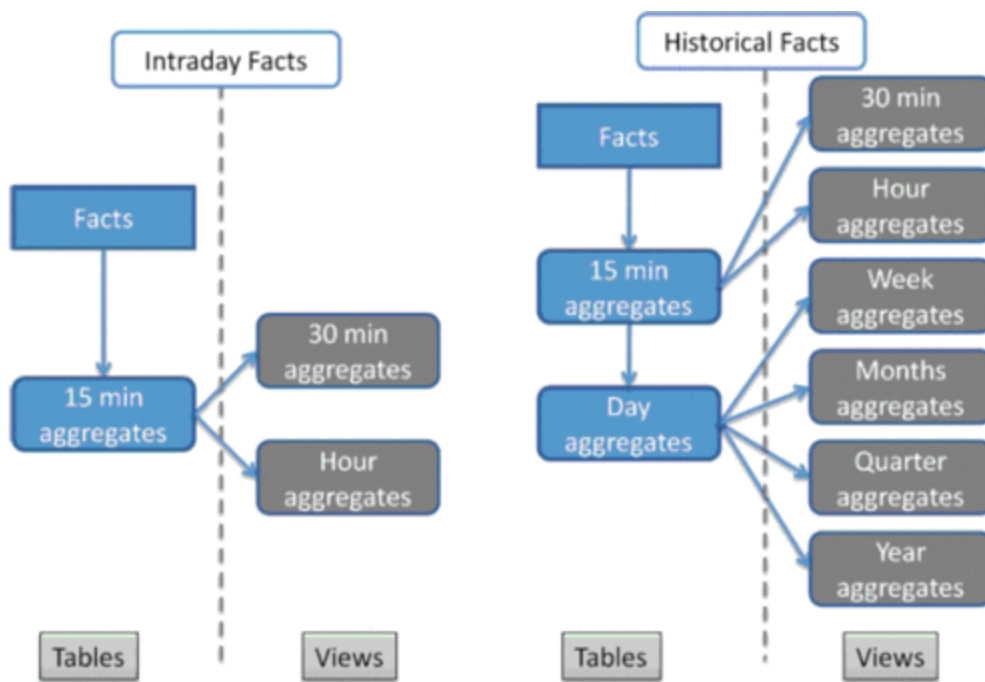 Intraday Facts
Facts
15 min
aggregates
30 min
aggregates
Hour
aggregates
Tables
Views
Historical Facts
Facts
15 min
aggregates
Day
aggregates
30 min
aggregates
Hour
aggregates
Week
aggregates
Months
aggregates
Quarter
aggregates
Year
aggregates
Tables
Views